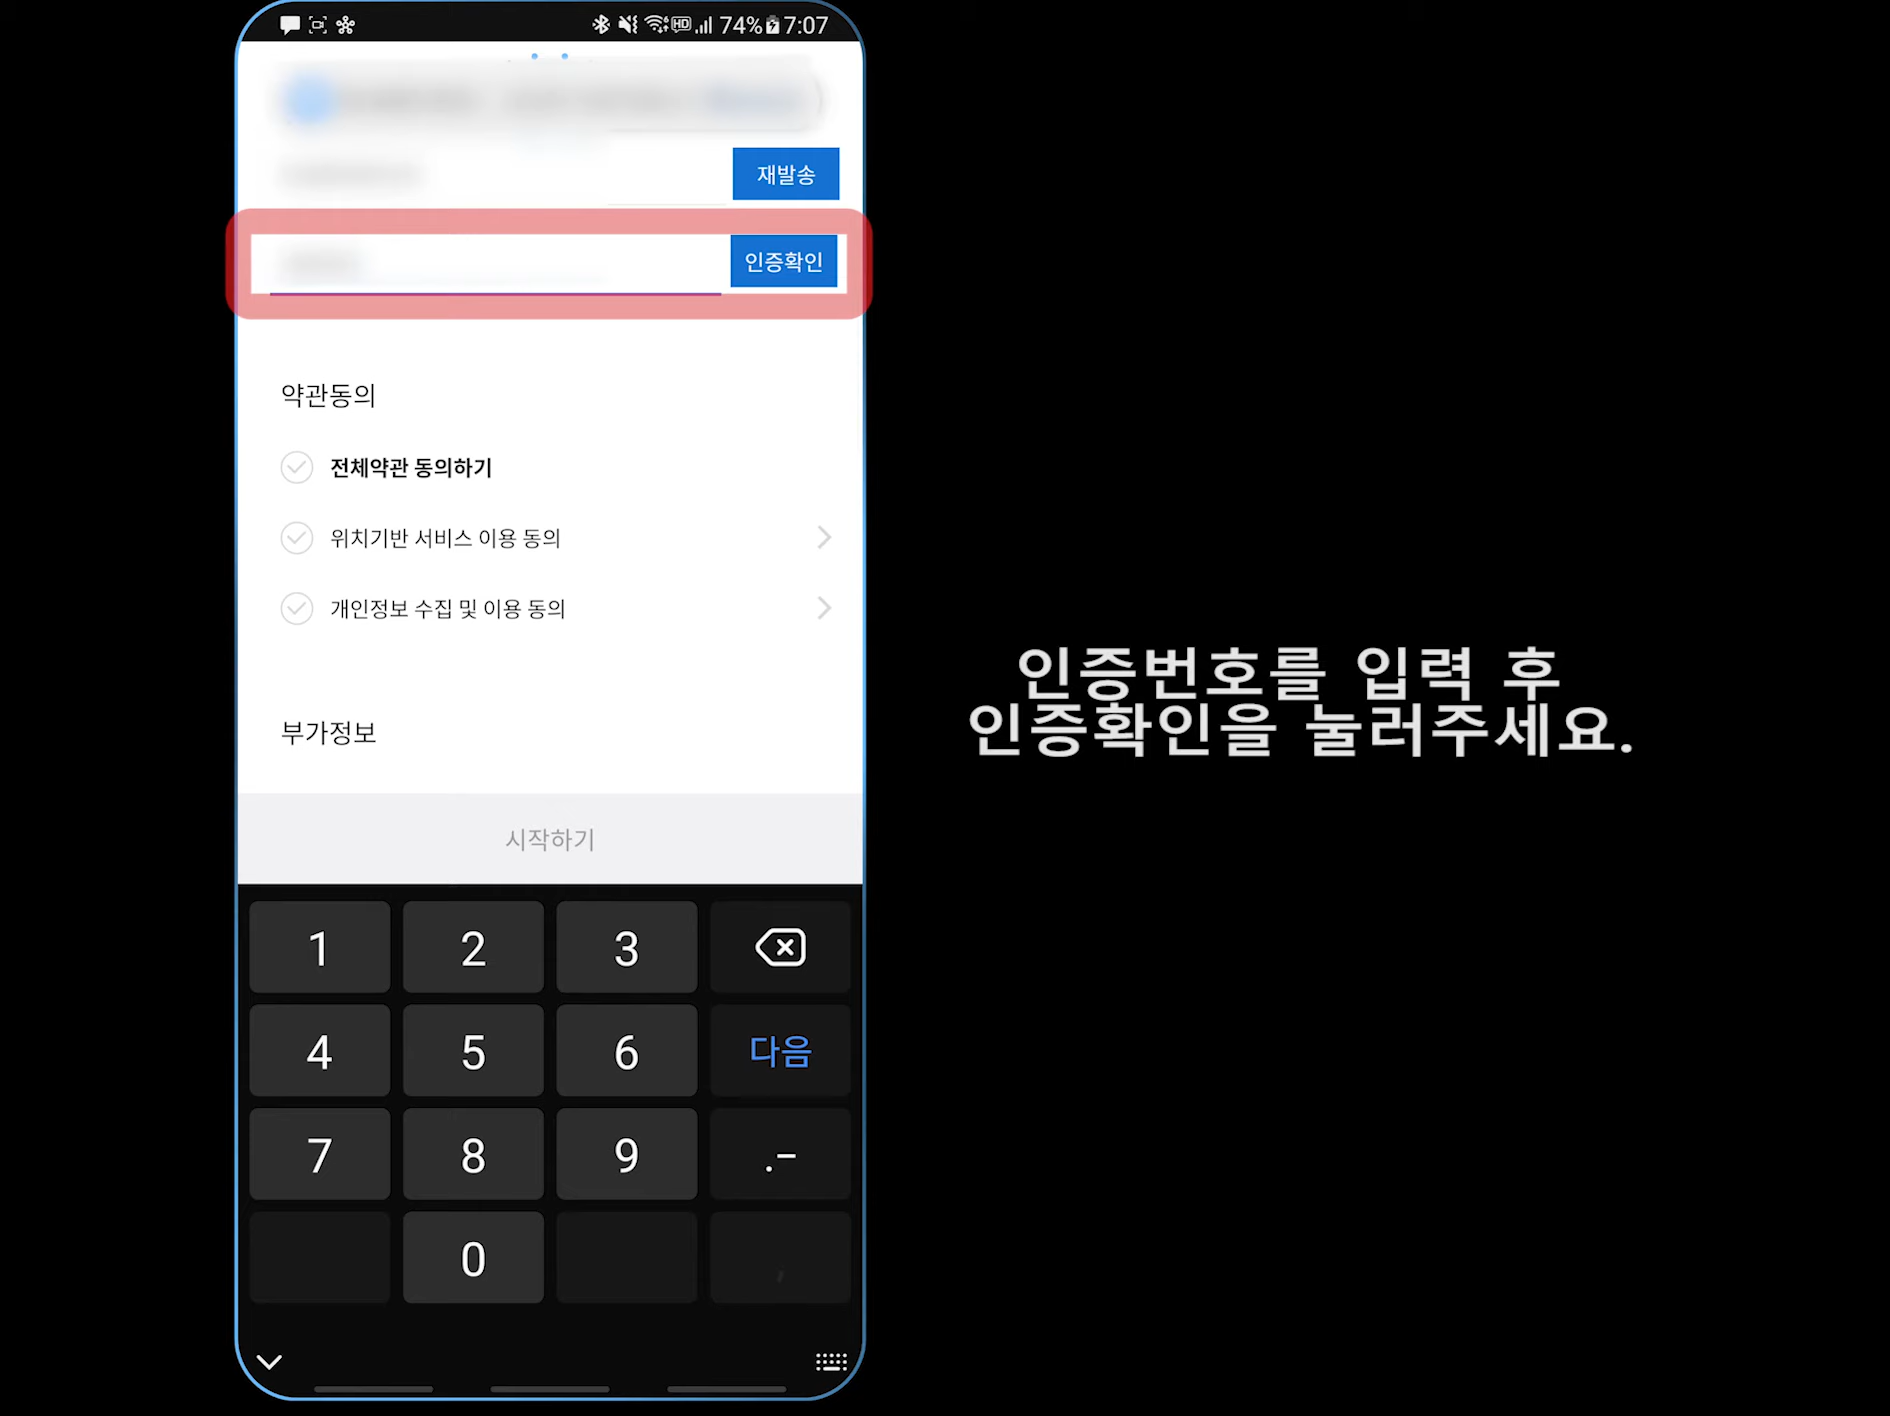 74% 7:07
재발송
인증확인
약관동의
전체약관 동의하기
위치기반 서비스 이용 동의
개인정보 수집 및 이용 동의
부가정보
시작하기
1 2 3
4 5 6 다음
7 8 9 .-
0 ,
인증번호를 입력 후
인증확인을 눌러주세요.